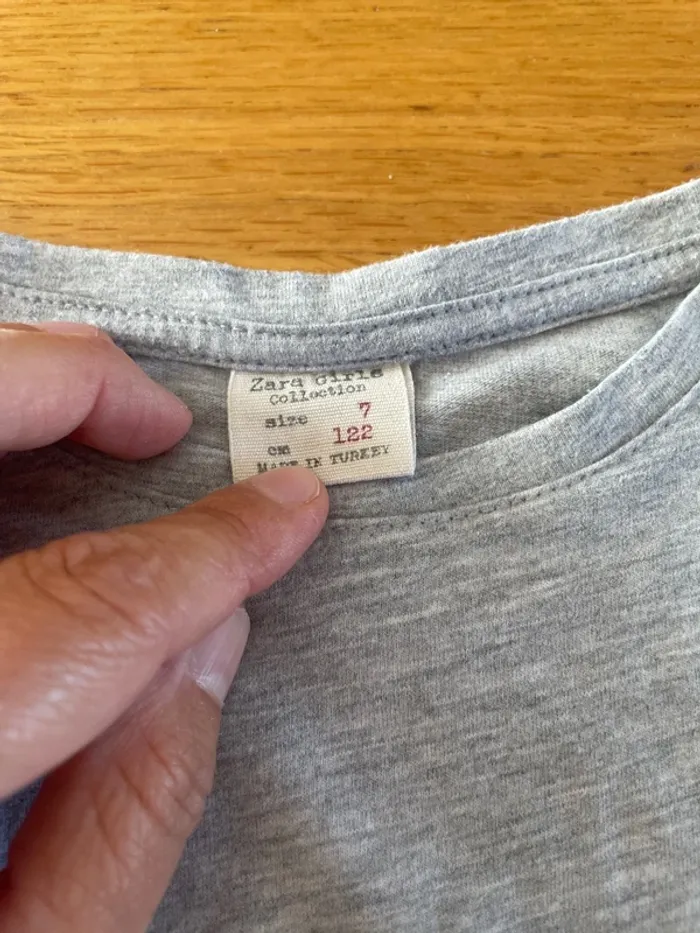 Zara Girls
Collection
size 7
cm 122
MADE IN TURKEY